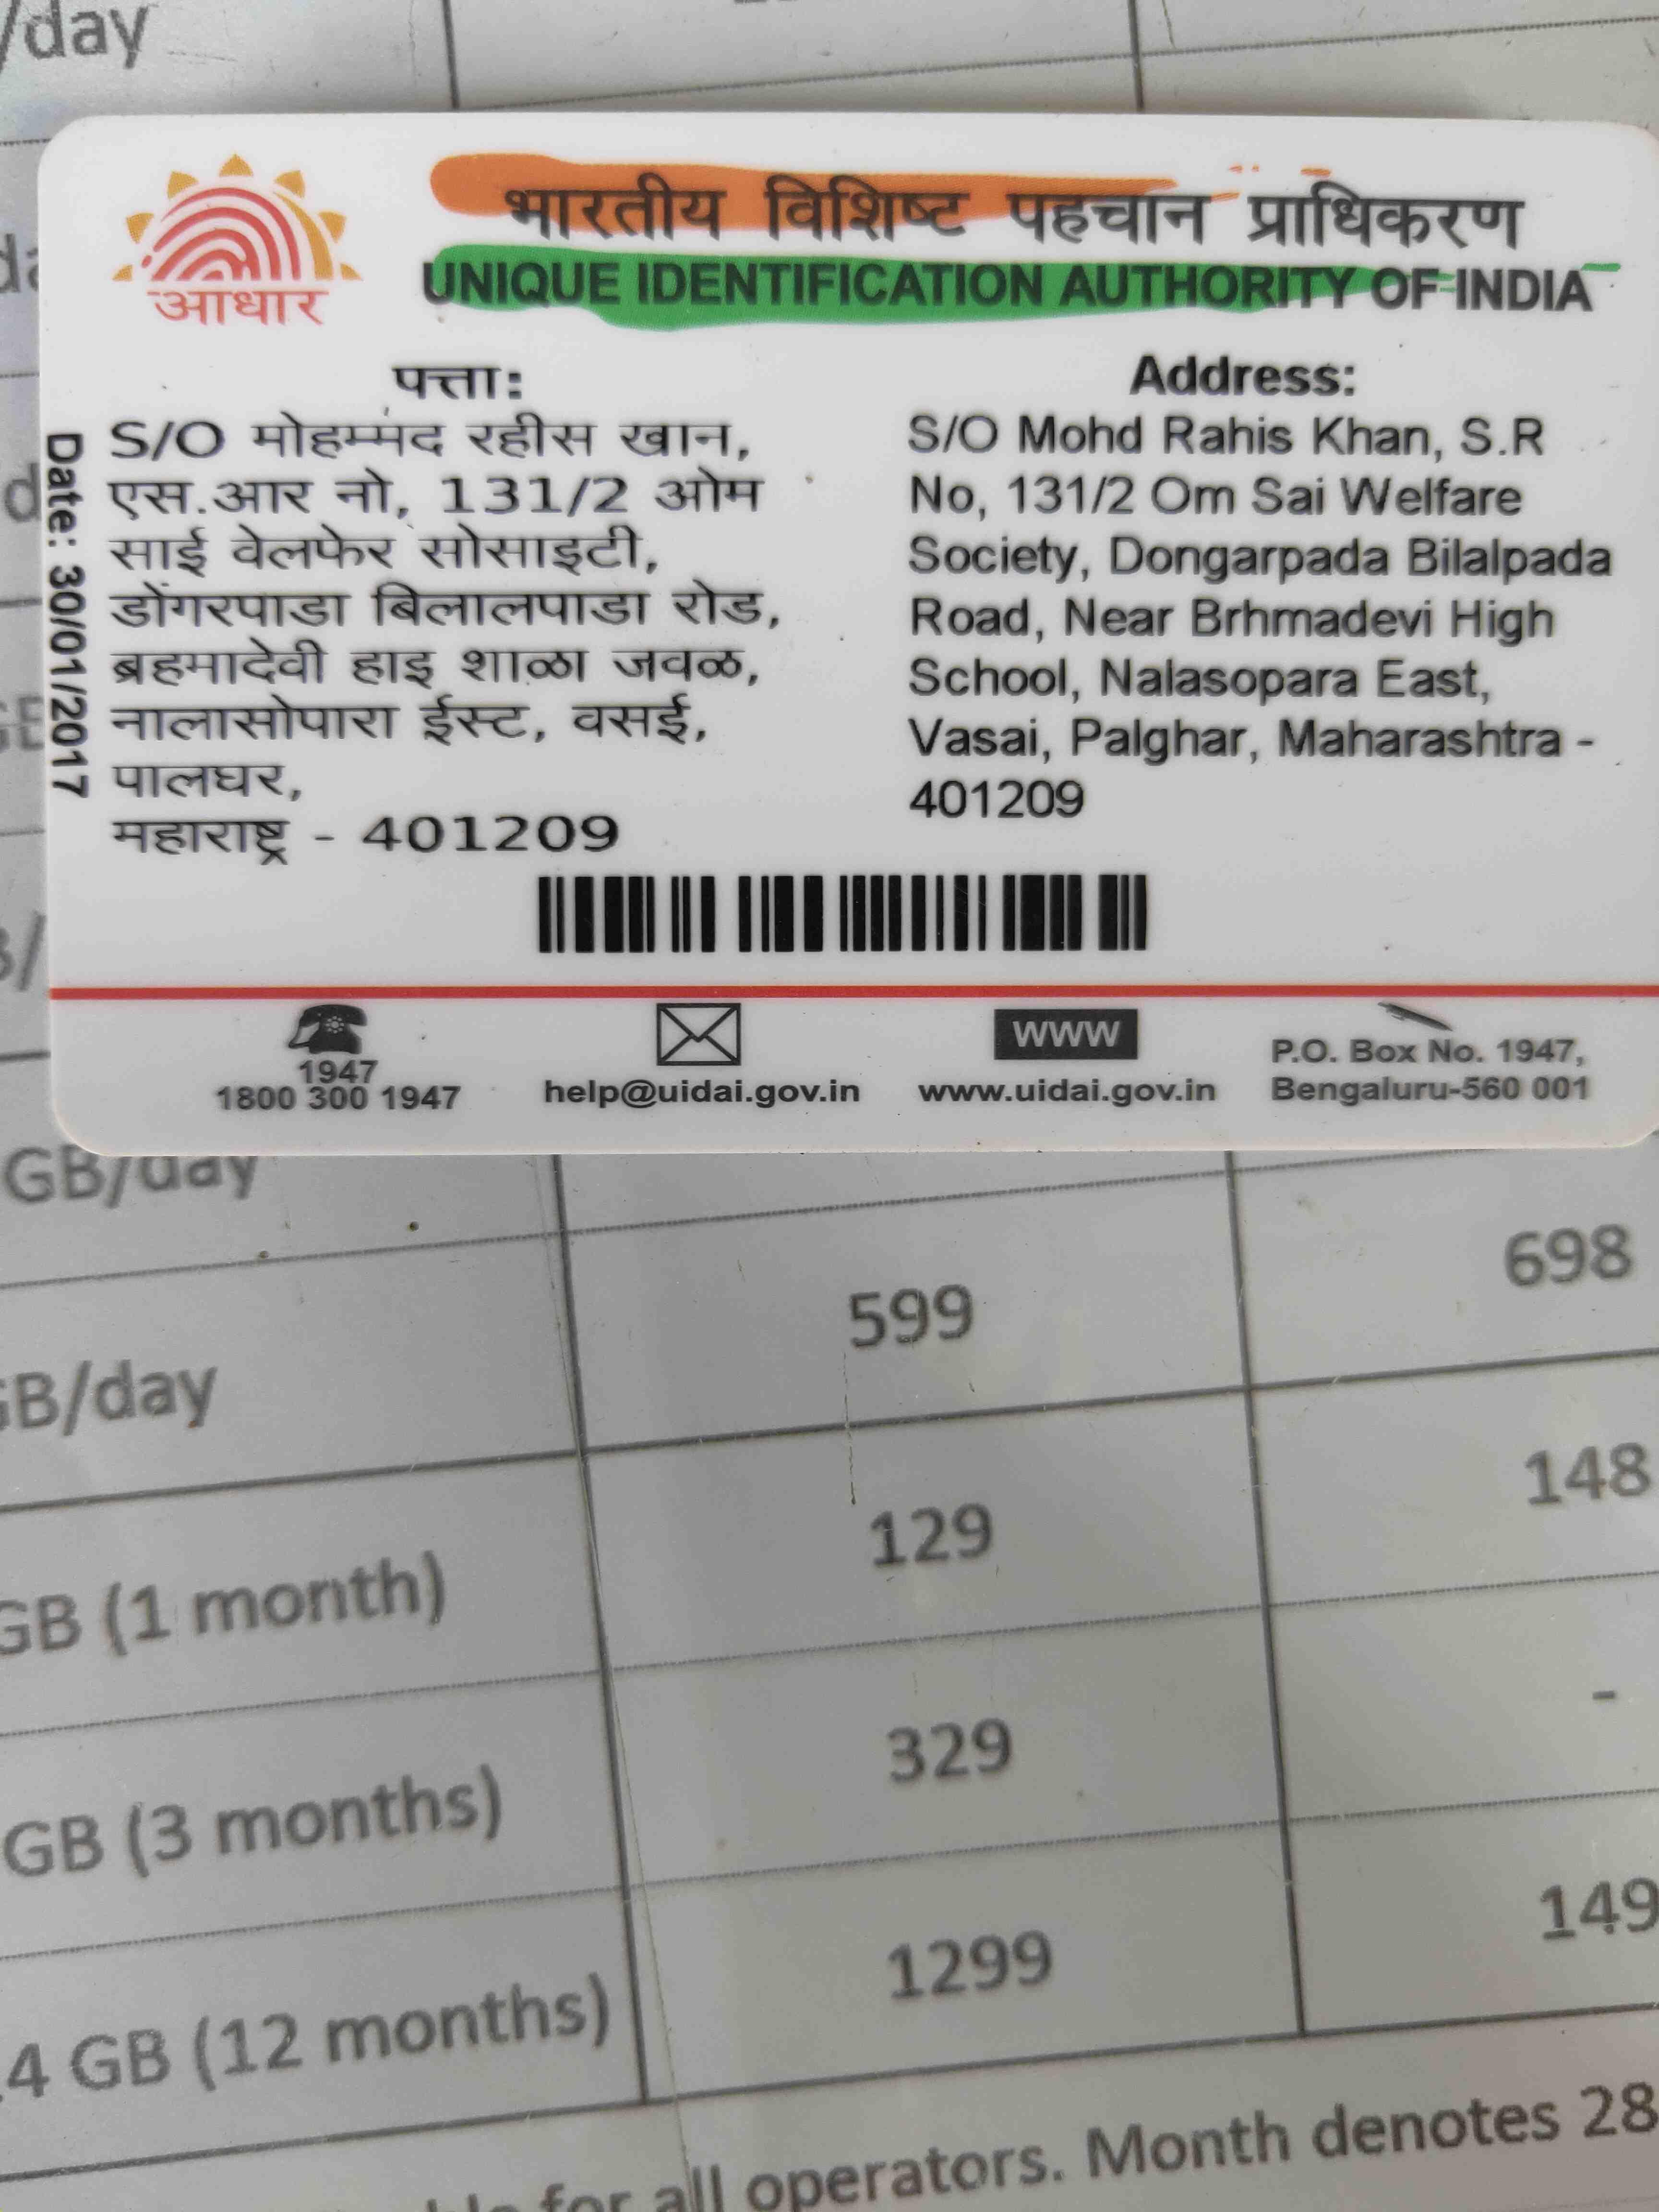 /day
आधार
भारतीय विशिष्ट पहचान प्राधिकरण
UNIQUE IDENTIFICATION AUTHORITY OF INDIA
Date: 30/01/2017
पत्ता:
S/O मोहम्मद रहीस खान,
एस.आर नो, 131/2 ओम
साई वेलफेर सोसाइटी,
डोंगरपाडा बिलालपाडा रोड,
ब्रहमादेवी हाइ शाळा जवळ,
नालासोपारा ईस्ट, वसई,
पालघर,
महाराष्ट्र - 401209
Address:
S/O Mohd Rahis Khan, S.R
No, 131/2 Om Sai Welfare
Society, Dongarpada Bilalpada
Road, Near Brhmadevi High
School, Nalasopara East,
Vasai, Palghar, Maharashtra -
401209
1947
1800 300 1947
help@uidai.gov.in
WWW
www.uidai.gov.in
P.O. Box No. 1947,
Bengaluru-560 001
GB/day
599 698
GB/day
129 148
GB (1 month)
329 -
GB (3 months)
1299 149
4 GB (12 months)
for all operators. Month denotes 28